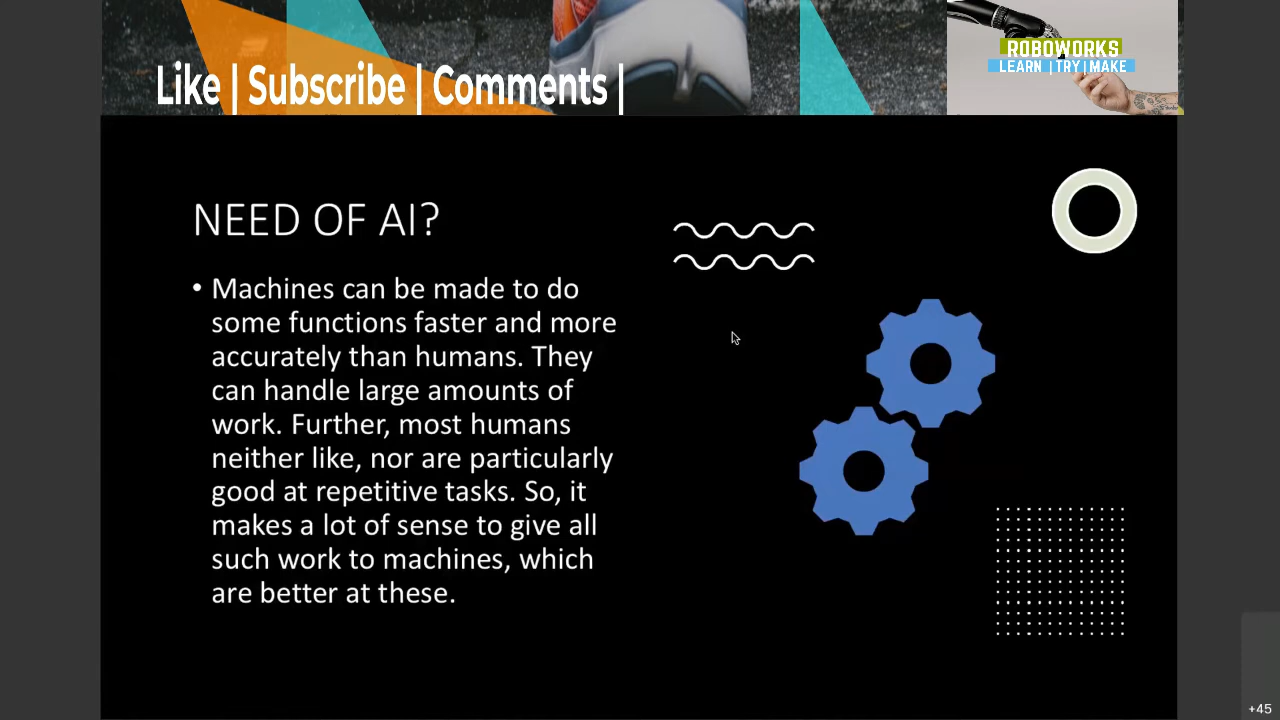 Like | Subscribe | Comments |
ROBOWORKS
LEARN | TRY | MAKE
NEED OF AI?
• Machines can be made to do
some functions faster and more
accurately than humans. They
can handle large amounts of
work. Further, most humans
neither like, nor are particularly
good at repetitive tasks. So, it
makes a lot of sense to give all
such work to machines, which
are better at these.
+45